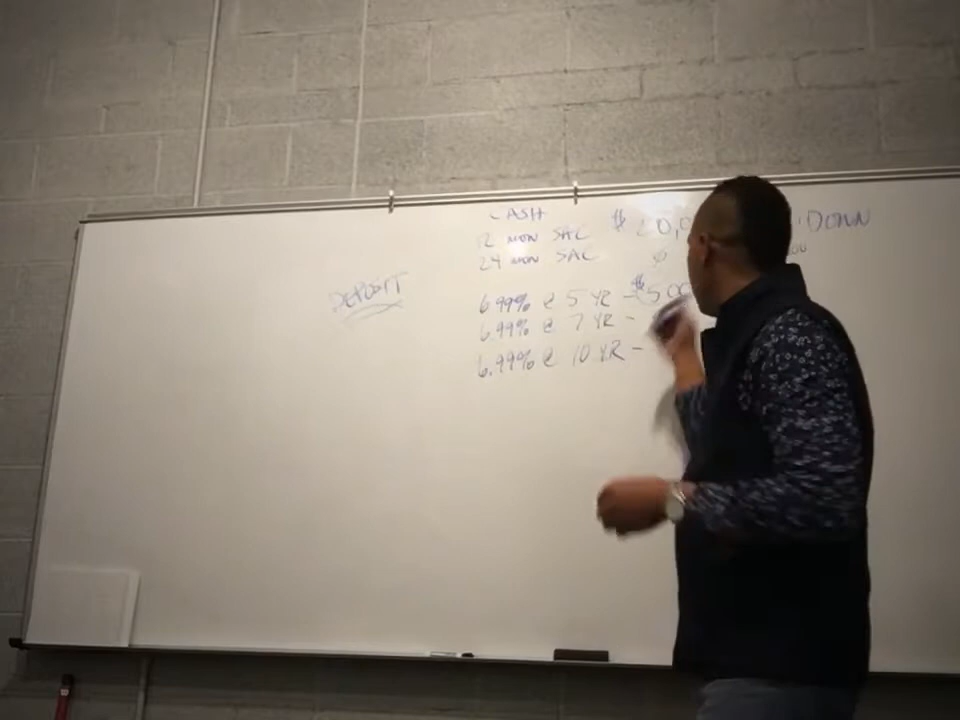 CASH
12 MON SAC $20,0 DOWN
24 MON SAC
DEPOSIT
6.99% @ 5 YR - $500
6.99% @ 7 YR -
6.99% @ 10 YR -